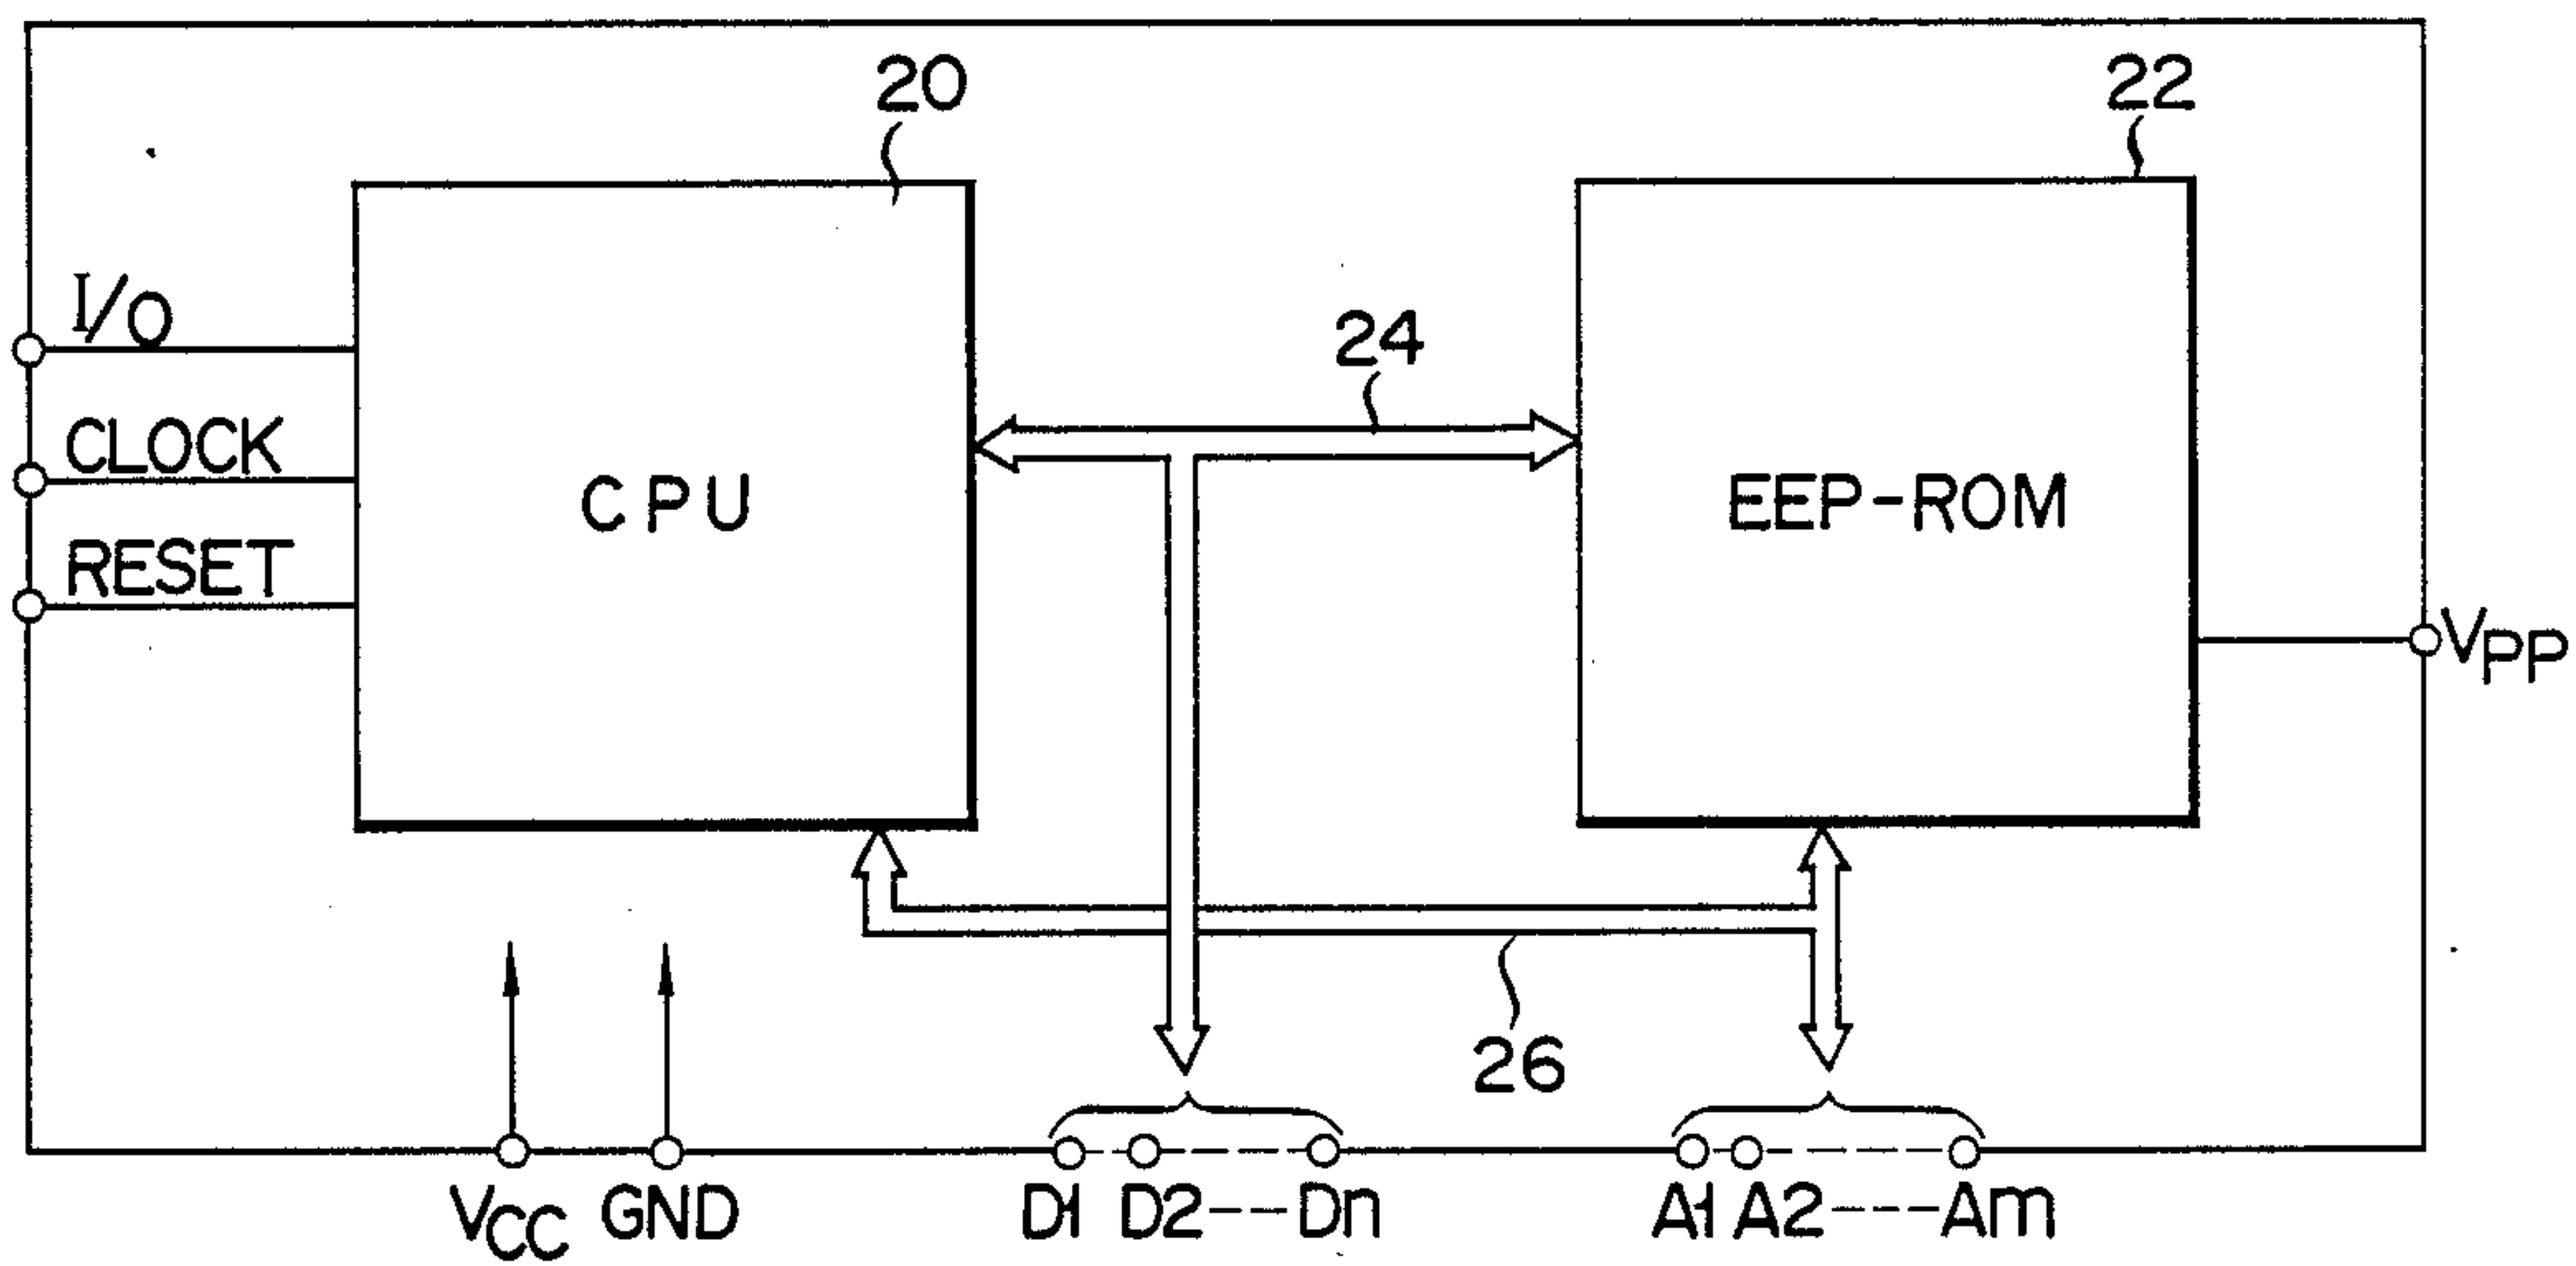 20
22
I/O
24
CLOCK
CPU
EEP-ROM
RESET
VPP
26
VCC GND D1 D2---Dn A1 A2----Am